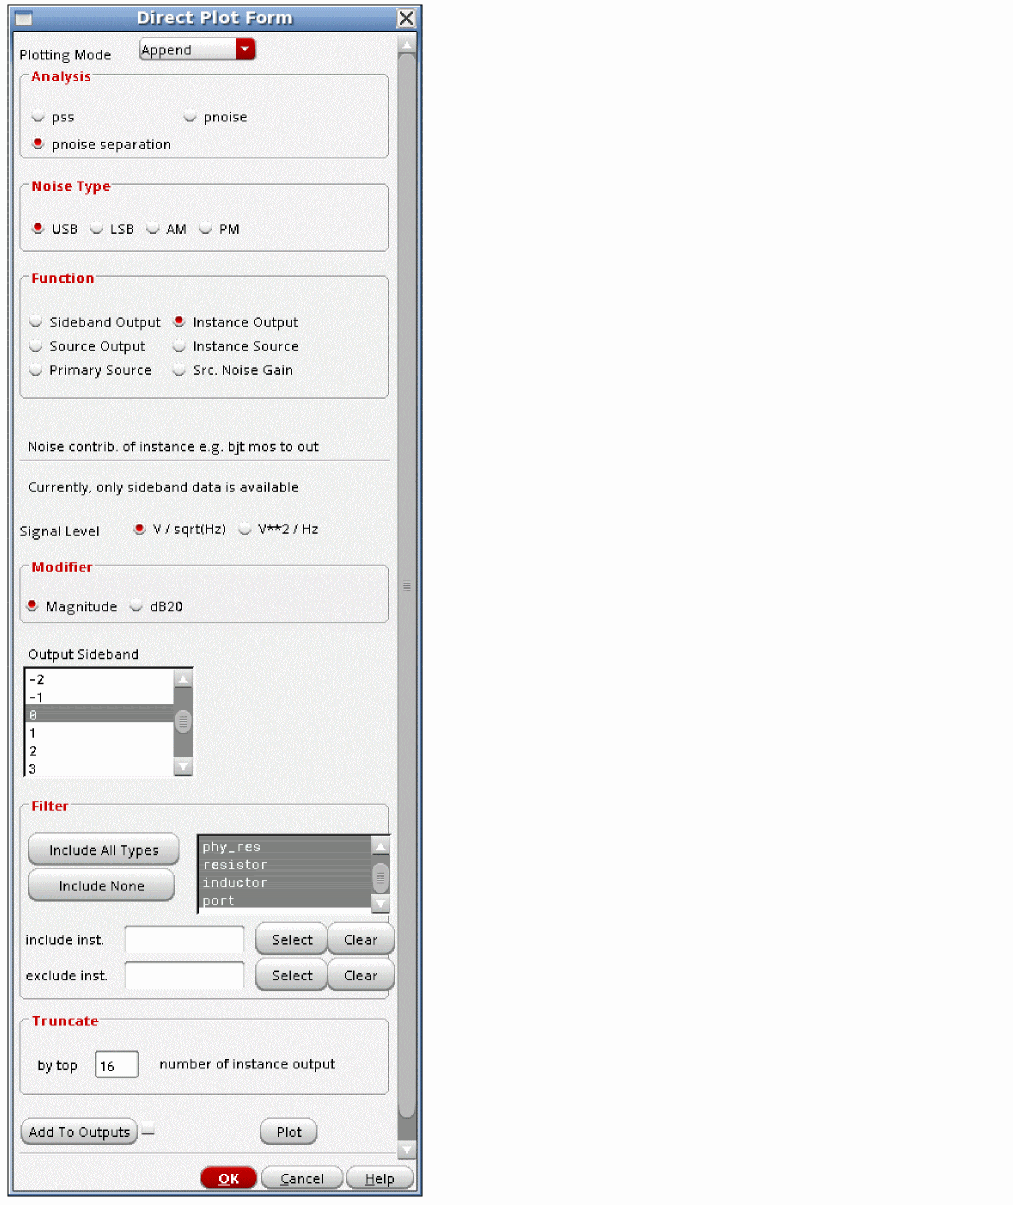 Direct Plot Form
Plotting Mode Append
Analysis
pss pnoise
pnoise separation
Noise Type
USB LSB AM PM
Function
Sideband Output Instance Output
Source Output Instance Source
Primary Source Src. Noise Gain
Noise contrib. of instance e.g. bjt mos to out
Currently, only sideband data is available
Signal Level V / sqrt(Hz) V**2 / Hz
Modifier
Magnitude dB20
Output Sideband
-2
-1
0
1
2
3
Filter
Include All Types
Include None
phy_res
resistor
inductor
port
include inst. Select Clear
exclude inst. Select Clear
Truncate
by top 16 number of instance output
Add To Outputs Plot
OK Cancel Help